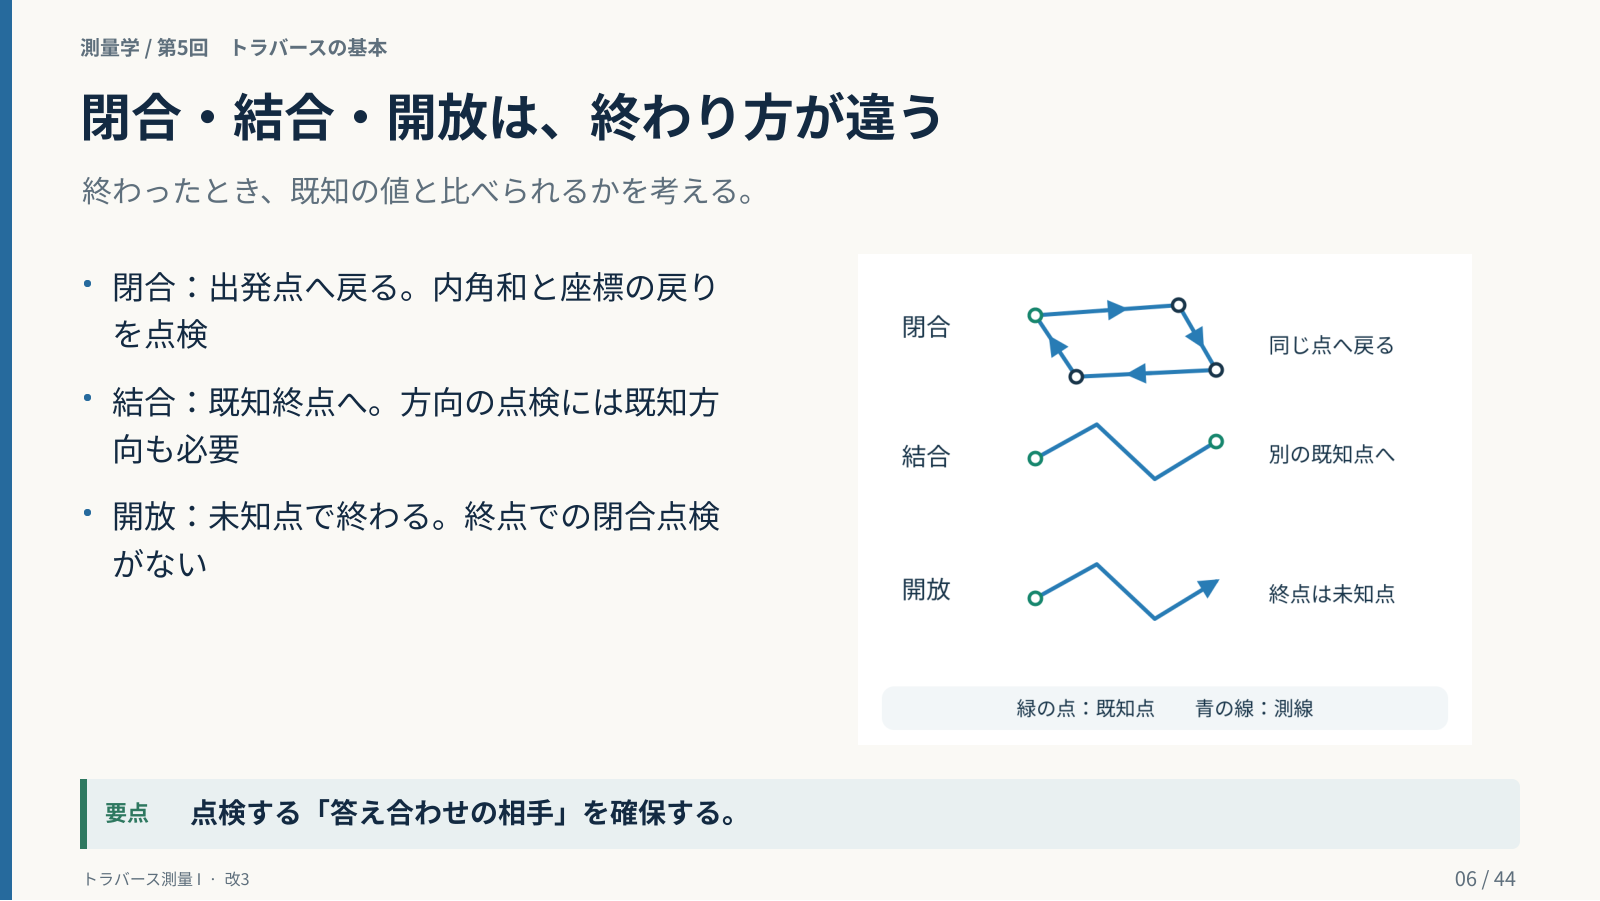 測量学 / 第5回　トラバースの基本
閉合・結合・開放は、終わり方が違う
終わったとき、既知の値と比べられるかを考える。
• 閉合：出発点へ戻る。内角和と座標の戻り
を点検
• 結合：既知終点へ。方向の点検には既知方
向も必要
• 開放：未知点で終わる。終点での閉合点検
がない
閉合
同じ点へ戻る
結合
別の既知点へ
開放
終点は未知点
緑の点：既知点　　青の線：測線
要点　点検する「答え合わせの相手」を確保する。
トラバース測量 I · 改3
06 / 44